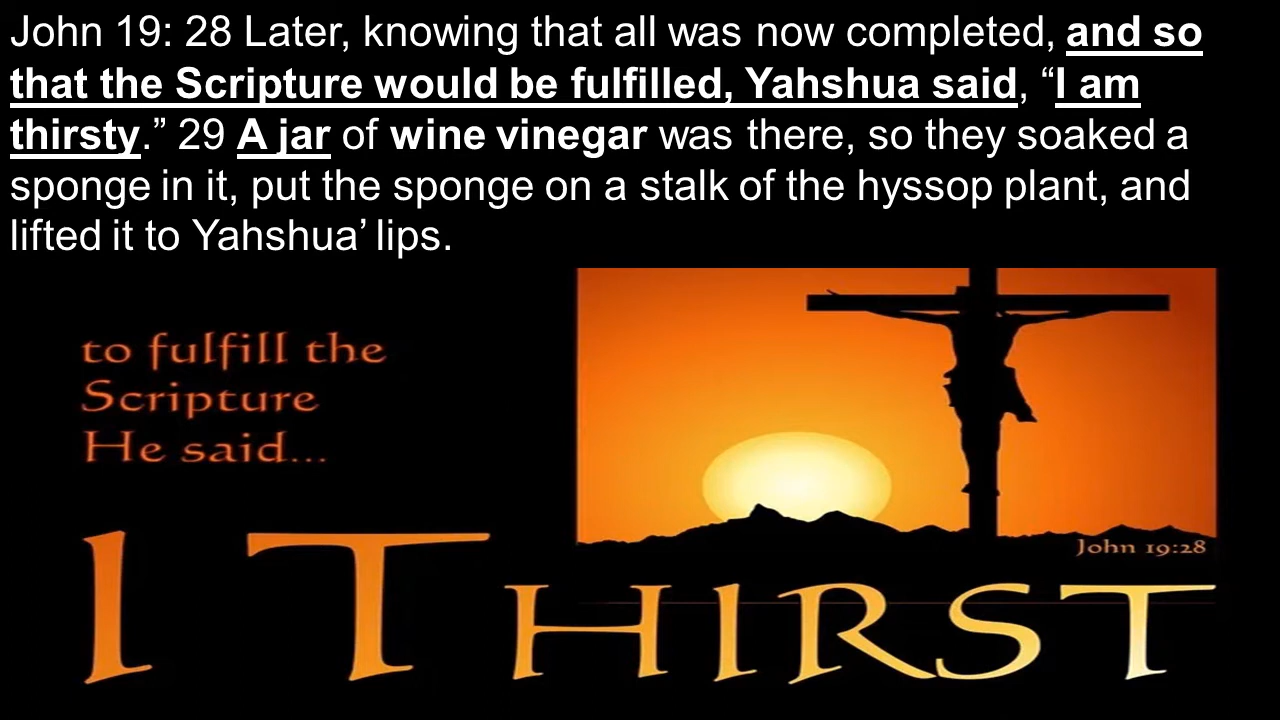 John 19: 28 Later, knowing that all was now completed, and so
that the Scripture would be fulfilled, Yahshua said, “I am
thirsty.” 29 A jar of wine vinegar was there, so they soaked a
sponge in it, put the sponge on a stalk of the hyssop plant, and
lifted it to Yahshua’ lips.
to fulfill the
Scripture
He said...
John 19:28
I THIRST